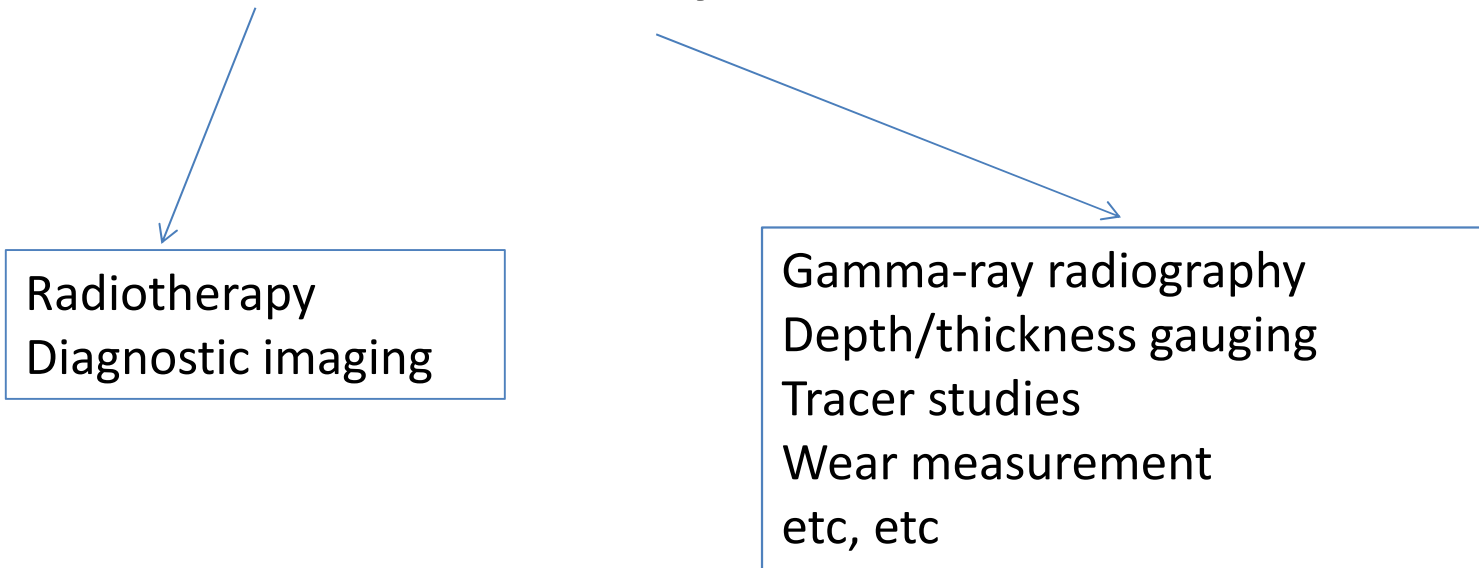 Radiotherapy
Diagnostic imaging
Gamma-ray radiography
Depth/thickness gauging
Tracer studies
Wear measurement
etc, etc